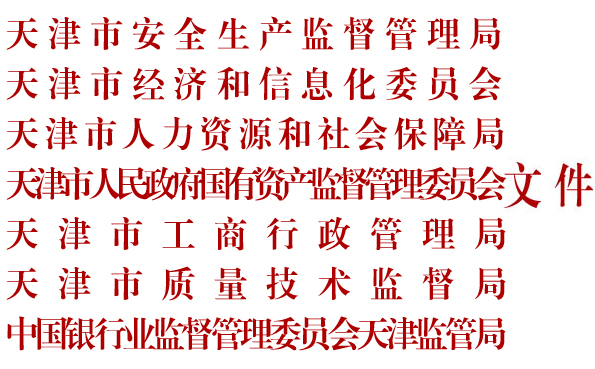 天津市安全生产监督管理局
天津市经济和信息化委员会
天津市人力资源和社会保障局
天津市人民政府国有资产监督管理委员会文件
天津市工商行政管理局
天津市质量技术监督局
中国银行业监督管理委员会天津监管局